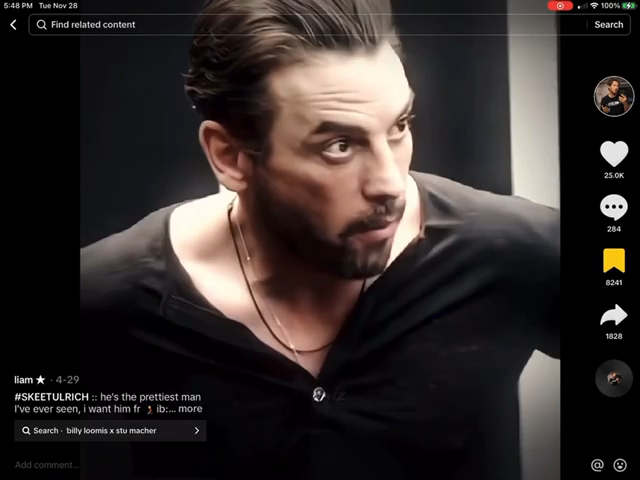 5:48 PM Tue Nov 28
100%
Find related content
Search
25.0K
284
8241
1828
liam ★ · 4-29
#SKEETULRICH :: he's the prettiest man
I've ever seen, i want him fr 🧍🏾 ib:... more
Search · billy loomis x stu macher
Add comment...